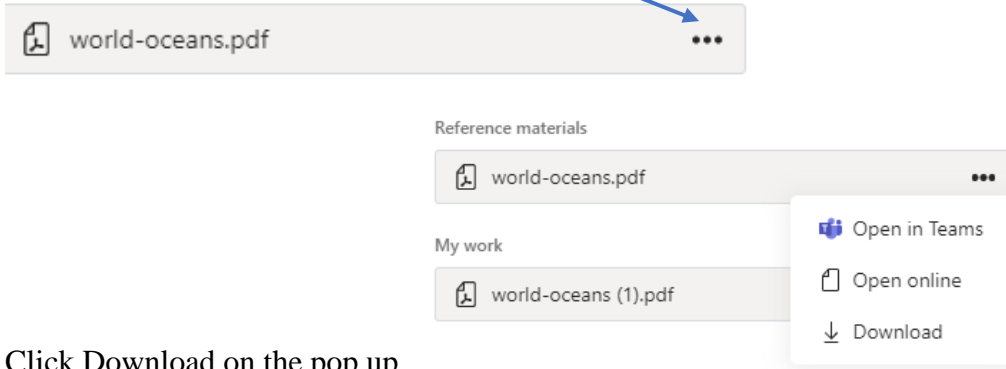 world-oceans.pdf
Reference materials
world-oceans.pdf
Open in Teams
My work
Open online
world-oceans (1).pdf
Download
Click Download on the pop up